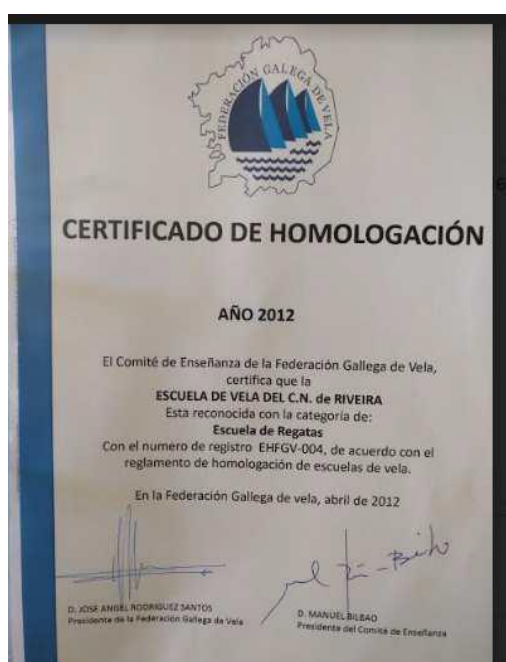 FEDERACIÓN GALEGA DE VELA
CERTIFICADO DE HOMOLOGACIÓN
AÑO 2012
El Comité de Enseñanza de la Federación Gallega de Vela,
certifica que la
ESCUELA DE VELA DEL C.N. de RIVEIRA
Esta reconocida con la categoría de:
Escuela de Regatas
Con el numero de registro EHFGV-004, de acuerdo con el
reglamento de homologación de escuelas de vela.
En la Federación Gallega de vela, abril de 2012
D. JOSE ANGEL RODRIGUEZ SANTOS
Presidente de la Federación Gallega de Vela
D. MANUEL BILBAO
Presidente del Comité de Enseñanza